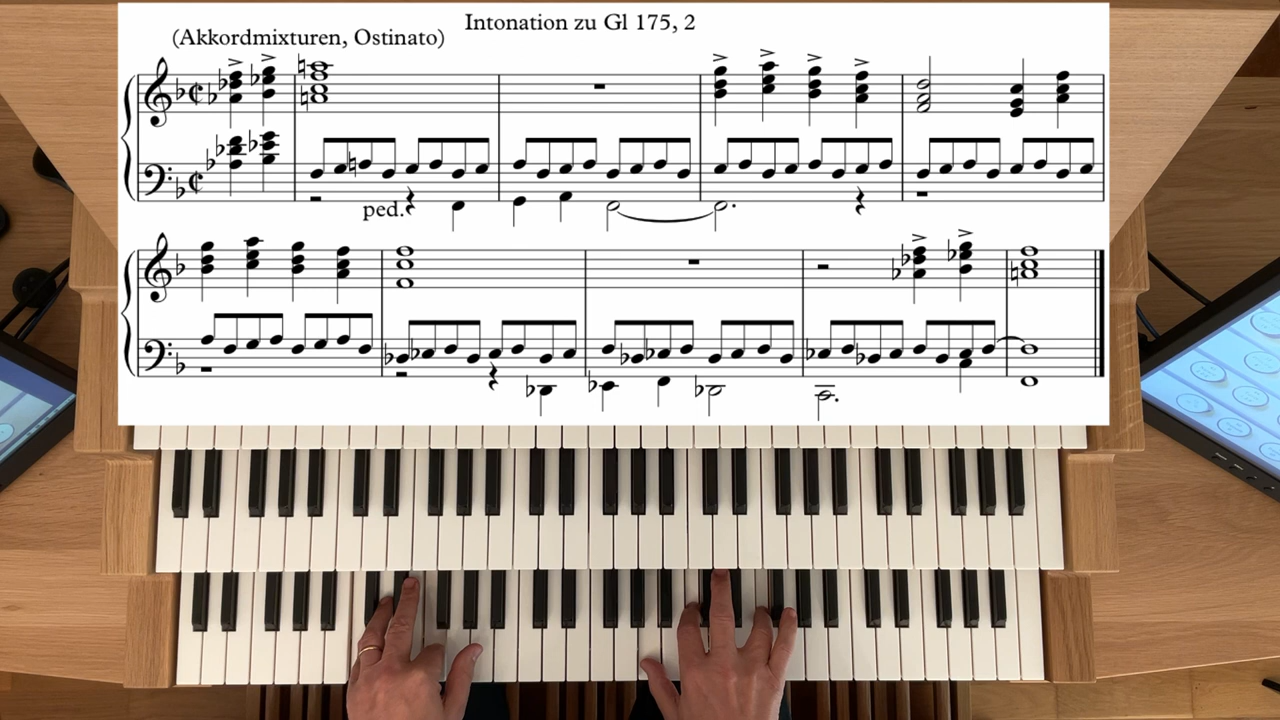 Intonation zu Gl 175, 2
(Akkordmixturen, Ostinato)
ped.